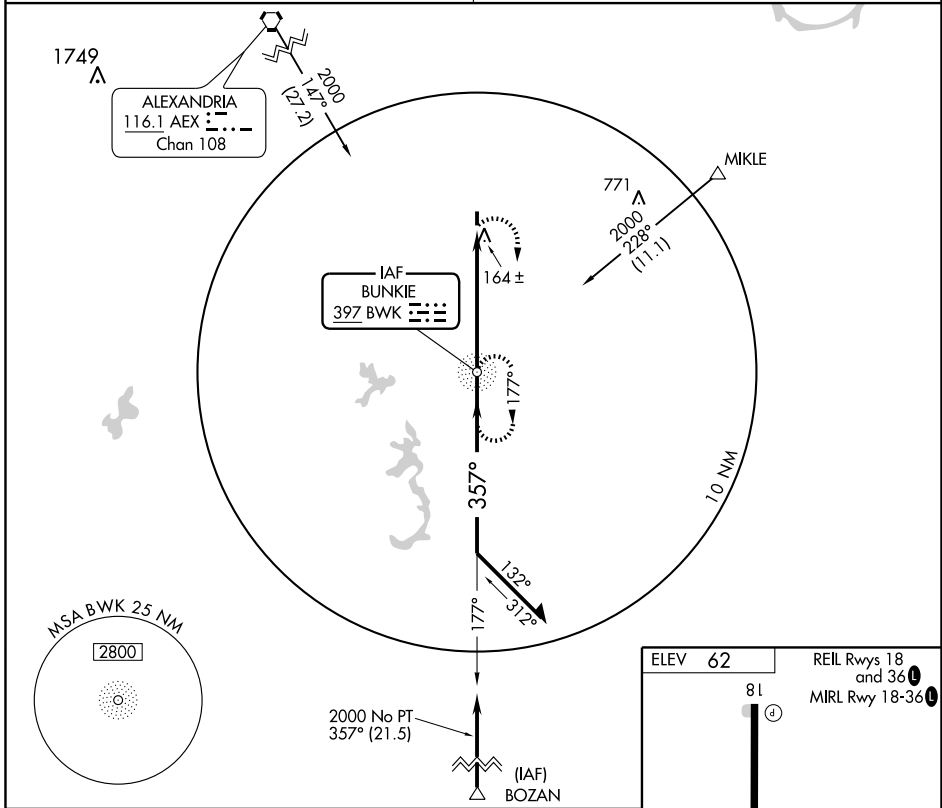 1749
ALEXANDRIA
116.1 AEX
Chan 108
2000
147°
(27.2)
MIKLE
771
2000
228°
(11.1)
164 ±
IAF
BUNKIE
397 BWK
177°
357°
10 NM
132°
312°
177°
MSA BWK 25 NM
2800
2000 No PT
357° (21.5)
(IAF)
BOZAN
ELEV 62
REIL Rwys 18
and 36 L
MIRL Rwy 18-36 L
18
P